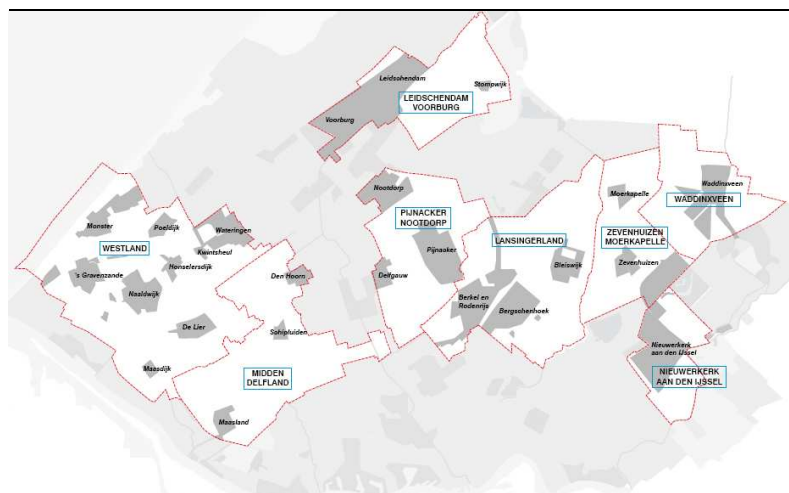 Leidschendam
Stompwijk
LEIDSCHENDAM
VOORBURG
Voorburg
Nootdorp
Moerkapelle
Waddinxveen
WADDINXVEEN
PIJNACKER
NOOTDORP
Monster
Poeldijk
Wateringen
ZEVENHUIZEN
MOERKAPELLE
LANSINGERLAND
WESTLAND
Kwintsheul
Pijnacker
Honselersdijk
Bleiswijk
Zevenhuizen
's Gravenzande
Den Hoorn
Delfgauw
Naaldwijk
Berkel en
Rodenrijs
Bergschenhoek
De Lier
Schipluiden
Nieuwerkerk
aan den IJssel
Maasdijk
MIDDEN
DELFLAND
NIEUWERKERK
AAN DEN IJSSEL
Maasland